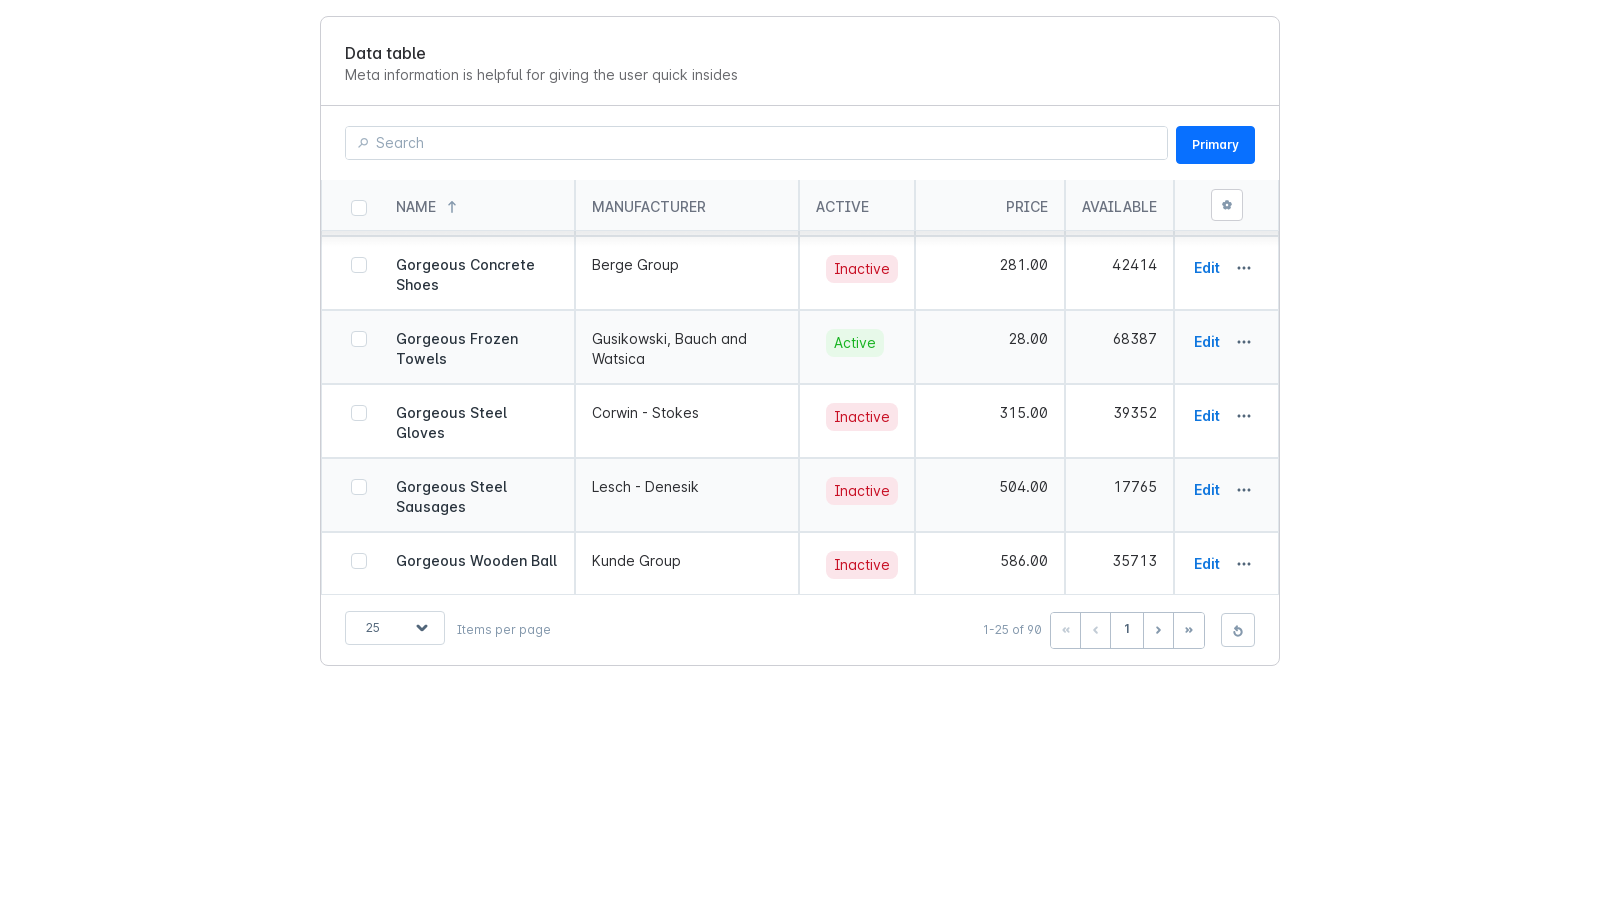 Data table
Meta information is helpful for giving the user quick insides
Search
Primary
NAME MANUFACTURER ACTIVE PRICE AVAILABLE
Gorgeous Concrete Shoes Berge Group Inactive 281.00 42414 Edit
Gorgeous Frozen Towels Gusikowski, Bauch and Watsica Active 28.00 68387 Edit
Gorgeous Steel Gloves Corwin - Stokes Inactive 315.00 39352 Edit
Gorgeous Steel Sausages Lesch - Denesik Inactive 504.00 17765 Edit
Gorgeous Wooden Ball Kunde Group Inactive 586.00 35713 Edit
25 Items per page 1-25 of 90 « ‹ 1 › »